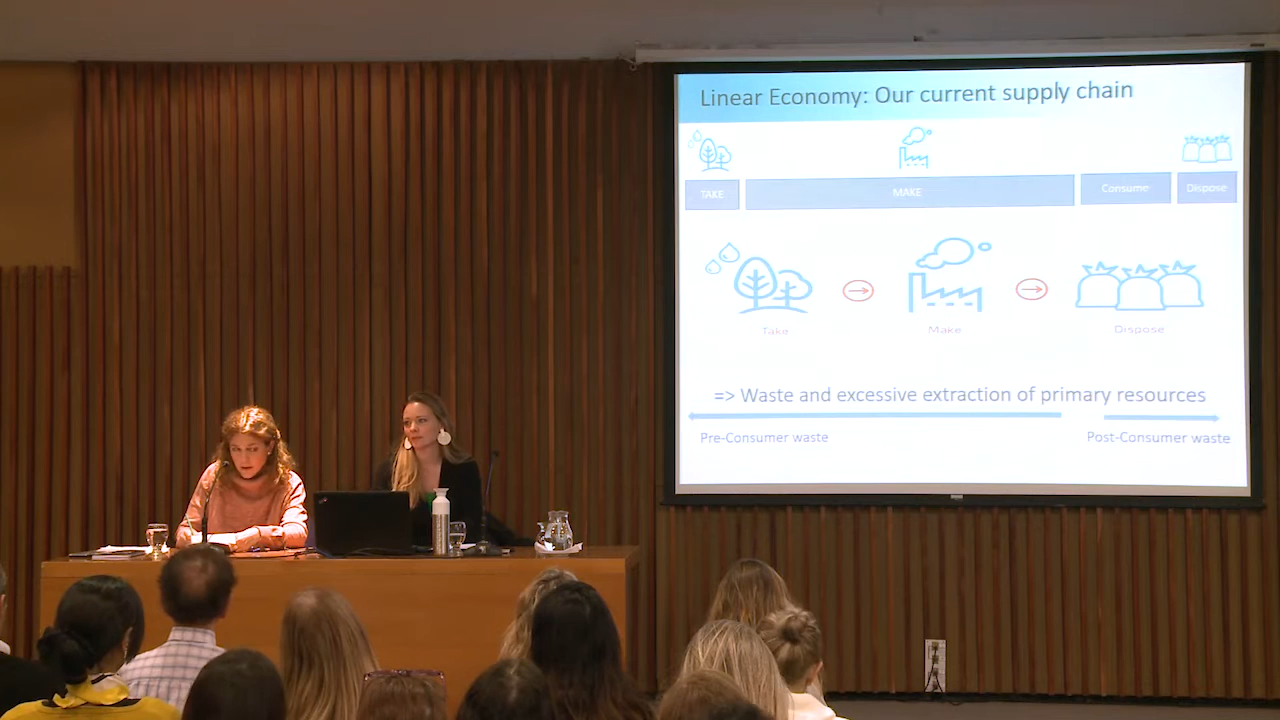 Linear Economy: Our current supply chain
TAKE
MAKE
Consume
Dispose
Take
Make
Dispose
=> Waste and excessive extraction of primary resources
Pre-Consumer waste
Post-Consumer waste